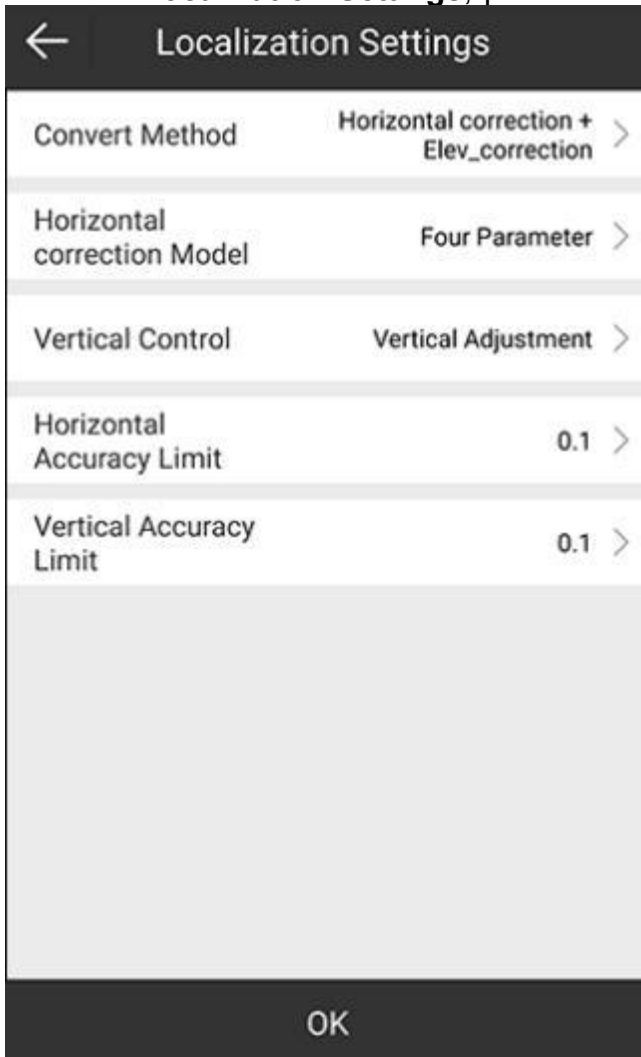 Localization Settings
Convert Method
Horizontal correction +
Elev_correction
Horizontal
correction Model
Four Parameter
Vertical Control
Vertical Adjustment
Horizontal
Accuracy Limit
0.1
Vertical Accuracy
Limit
0.1
OK